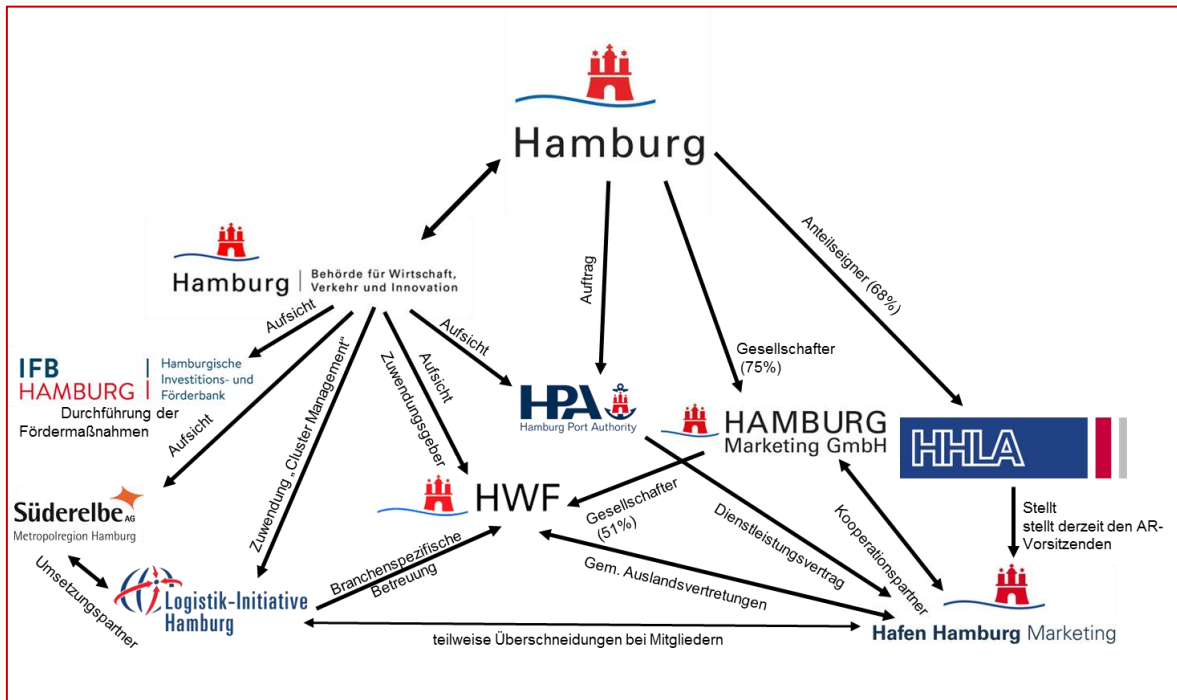 Hamburg
Hamburg
Behörde für Wirtschaft,
Verkehr und Innovation
Anteilseigner (68%)
Auftrag
Gesellschafter
(75%)
Aufsicht
Aufsicht
Zuwendung „Cluster Management“
Zuwendungsgeber
Aufsicht
Aufsicht
IFB
HAMBURG
Hamburgische
Investitions- und
Förderbank
Durchführung der
Fördermaßnahmen
HPA
Hamburg Port Authority
HAMBURG
Marketing GmbH
HHLA
Süderelbe AG
Metropolregion Hamburg
HWF
Gesellschafter
(51%)
Stellt
stellt derzeit den AR-
Vorsitzenden
Dienstleistungsvertrag
Kooperationspartner
Umsetzungspartner
Logistik-Initiative
Hamburg
Branchenspezifische
Betreuung
Gem. Auslandsvertretungen
teilweise Überschneidungen bei Mitgliedern
Hafen Hamburg Marketing